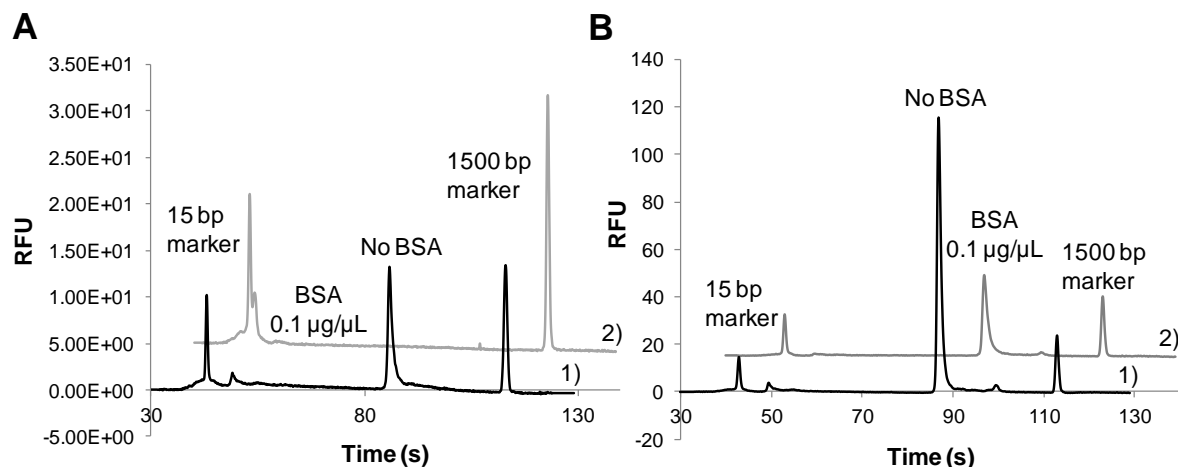 A
3.50E+01
3.00E+01
2.50E+01
2.00E+01
1.50E+01
1.00E+01
5.00E+00
0.00E+00
-5.00E+00
RFU
15 bp
marker
BSA
0.1 µg/µL
No BSA
1500 bp
marker
2)
1)
30
80
130
Time (s)
B
140
120
100
80
60
40
20
0
-20
RFU
15 bp
marker
No BSA
BSA
0.1 µg/µL
1500 bp
marker
2)
1)
30
50
70
90
110
130
Time (s)